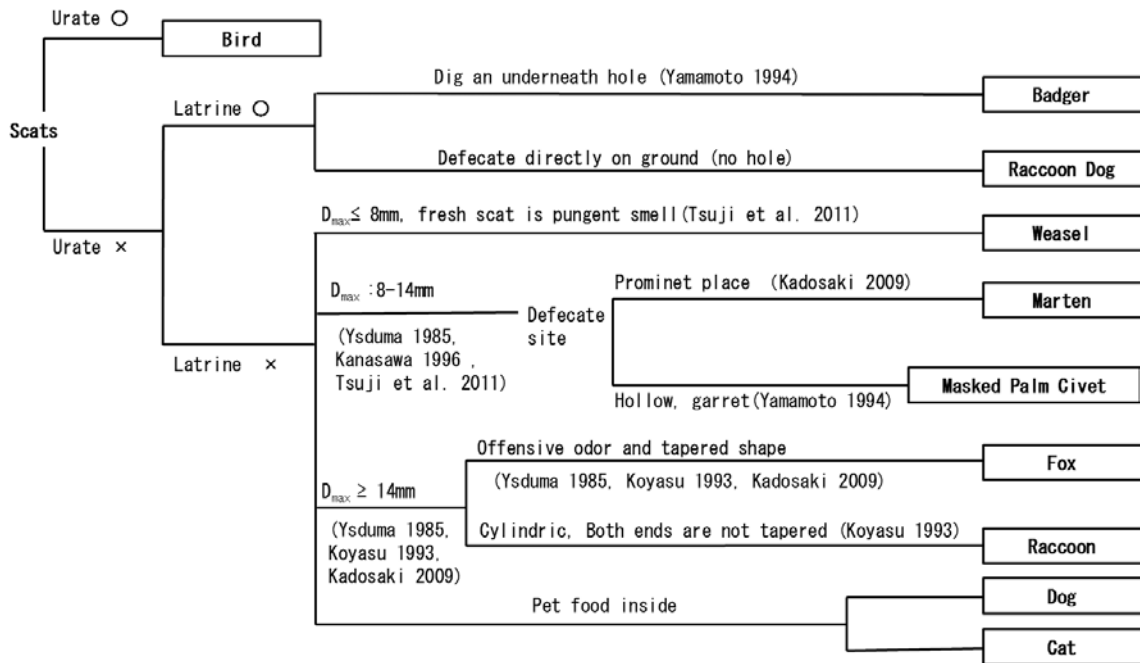 Urate ○
Bird
Dig an underneath hole (Yamamoto 1994)
Badger
Latrine ○
Scats
Defecate directly on ground (no hole)
Raccoon Dog
Dmax≤ 8mm, fresh scat is pungent smell(Tsuji et al. 2011)
Weasel
Urate ×
Prominet place (Kadosaki 2009)
Dmax :8-14mm
Marten
Defecate
site
(Ysduma 1985,
Kanasawa 1996 ,
Tsuji et al. 2011)
Latrine ×
Masked Palm Civet
Hollow, garret(Yamamoto 1994)
Offensive odor and tapered shape
Fox
(Ysduma 1985, Koyasu 1993, Kadosaki 2009)
Dmax ≥ 14mm
Cylindric, Both ends are not tapered (Koyasu 1993)
(Ysduma 1985,
Koyasu 1993,
Kadosaki 2009)
Raccoon
Dog
Pet food inside
Cat